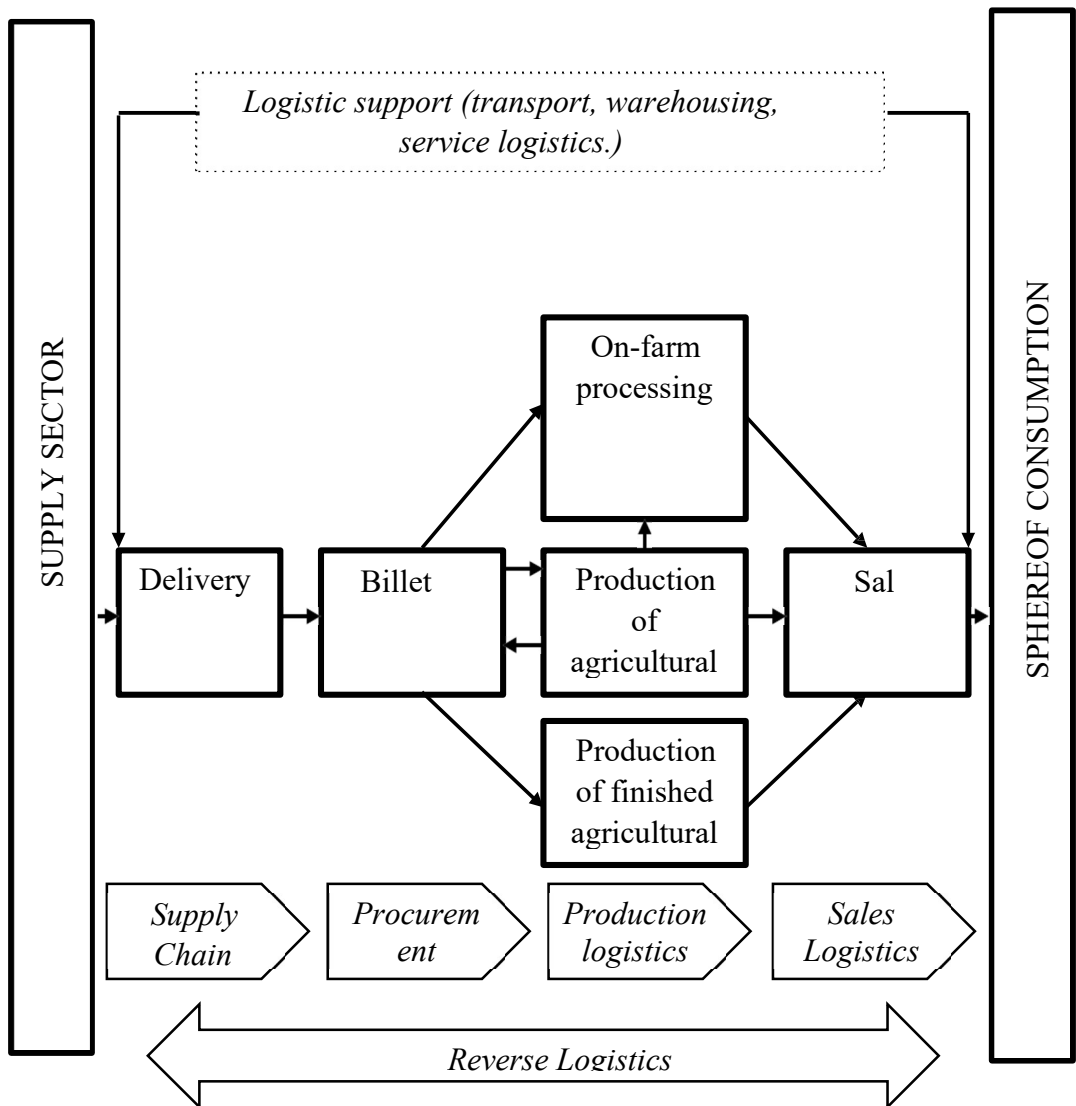 Logistic support (transport, warehousing,
service logistics.)
SUPPLY SECTOR
SPHEREOF CONSUMPTION
On-farm
processing
Delivery
Billet
Production
of
agricultural
Sal
Production
of finished
agricultural
Supply
Chain
Procurem
ent
Production
logistics
Sales
Logistics
Reverse Logistics